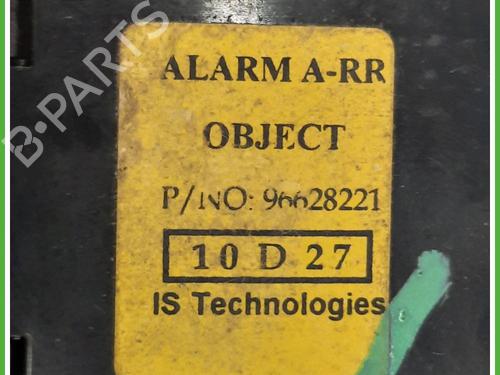 B-PARTS
ALARM A-RR
OBJECT
P/NO: 96628221
10 D 27
IS Technologies